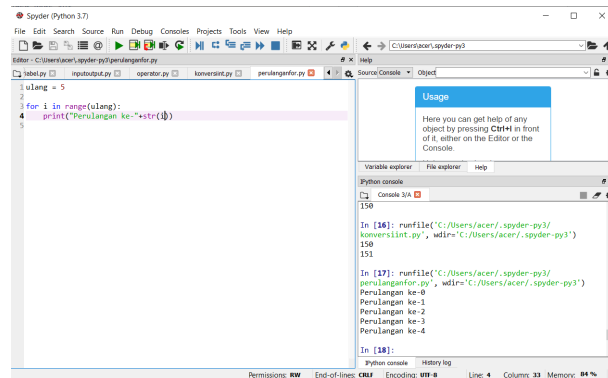 Spyder (Python 3.7)
File Edit Search Source Run Debug Consoles Projects Tools View Help
C:\Users\acer\.spyder-py3
Editor - C:\Users\acer\.spyder-py3\perulanganfor.py
Help
inputoutput.py operator.py konversiint.py perulanganfor.py
Source Console Object
1 ulang = 5
2
3 for i in range(ulang):
4 print("Perulangan ke-"+str(i))
5
Usage
Here you can get help of any
object by pressing Ctrl+I in front
of it, either on the Editor or the
Console.
Variable explorer File explorer Help
IPython console
Console 3/A
150
In [16]: runfile('C:/Users/acer/.spyder-py3/
konversiint.py', wdir='C:/Users/acer/.spyder-py3')
150
151
In [17]: runfile('C:/Users/acer/.spyder-py3/
perulanganfor.py', wdir='C:/Users/acer/.spyder-py3')
Perulangan ke-0
Perulangan ke-1
Perulangan ke-2
Perulangan ke-3
Perulangan ke-4
In [18]:
IPython console History log
Permissions: RW End-of-lines: CRLF Encoding: UTF-8 Line: 4 Column: 33 Memory: 84 %